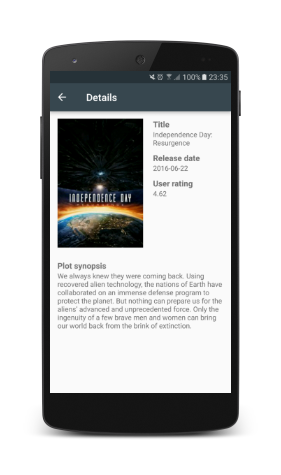 100% 23:35
Details
Title
Independence Day:
Resurgence
Release date
2016-06-22
User rating
4.62
INDEPENDENCE DAY
Plot synopsis
We always knew they were coming back. Using
recovered alien technology, the nations of Earth have
collaborated on an immense defense program to
protect the planet. But nothing can prepare us for the
aliens' advanced and unprecedented force. Only the
ingenuity of a few brave men and women can bring
our world back from the brink of extinction.